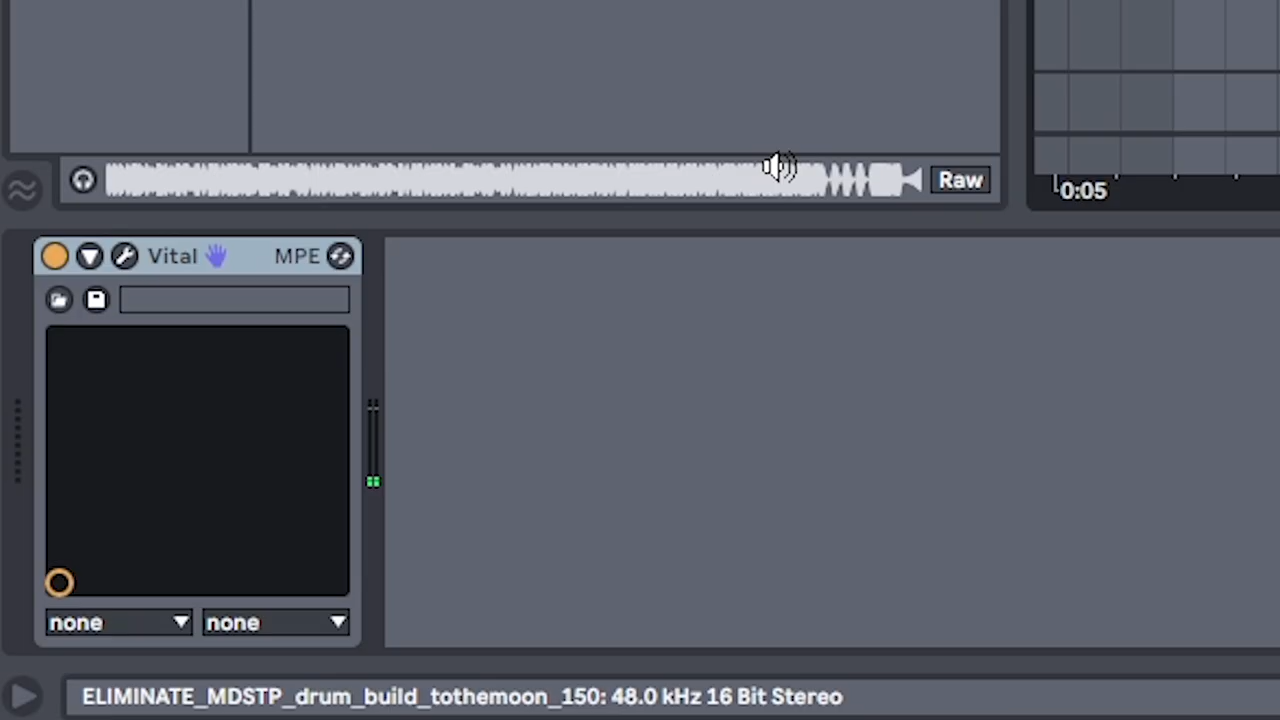 Raw
0:05
Vital MPE
none none
ELIMINATE_MDSTP_drum_build_tothemoon_150: 48.0 kHz 16 Bit Stereo